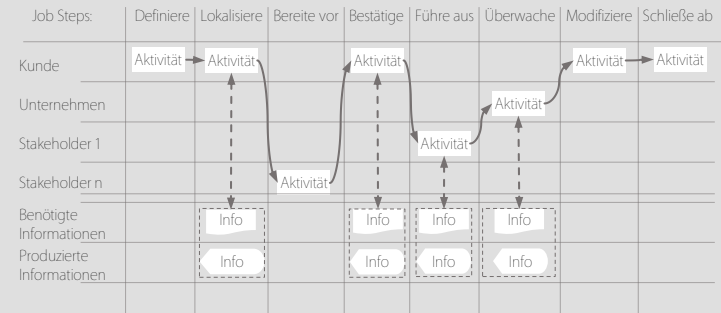 Job Steps: Definiere Lokalisiere Bereite vor Bestätige Führe aus Überwache Modifiziere Schließe ab
Kunde Aktivität Aktivität Aktivität Aktivität Aktivität
Unternehmen Aktivität
Stakeholder 1 Aktivität
Stakeholder n Aktivität
Benötigte
Informationen
Info Info Info Info
Produzierte
Informationen
Info Info Info Info